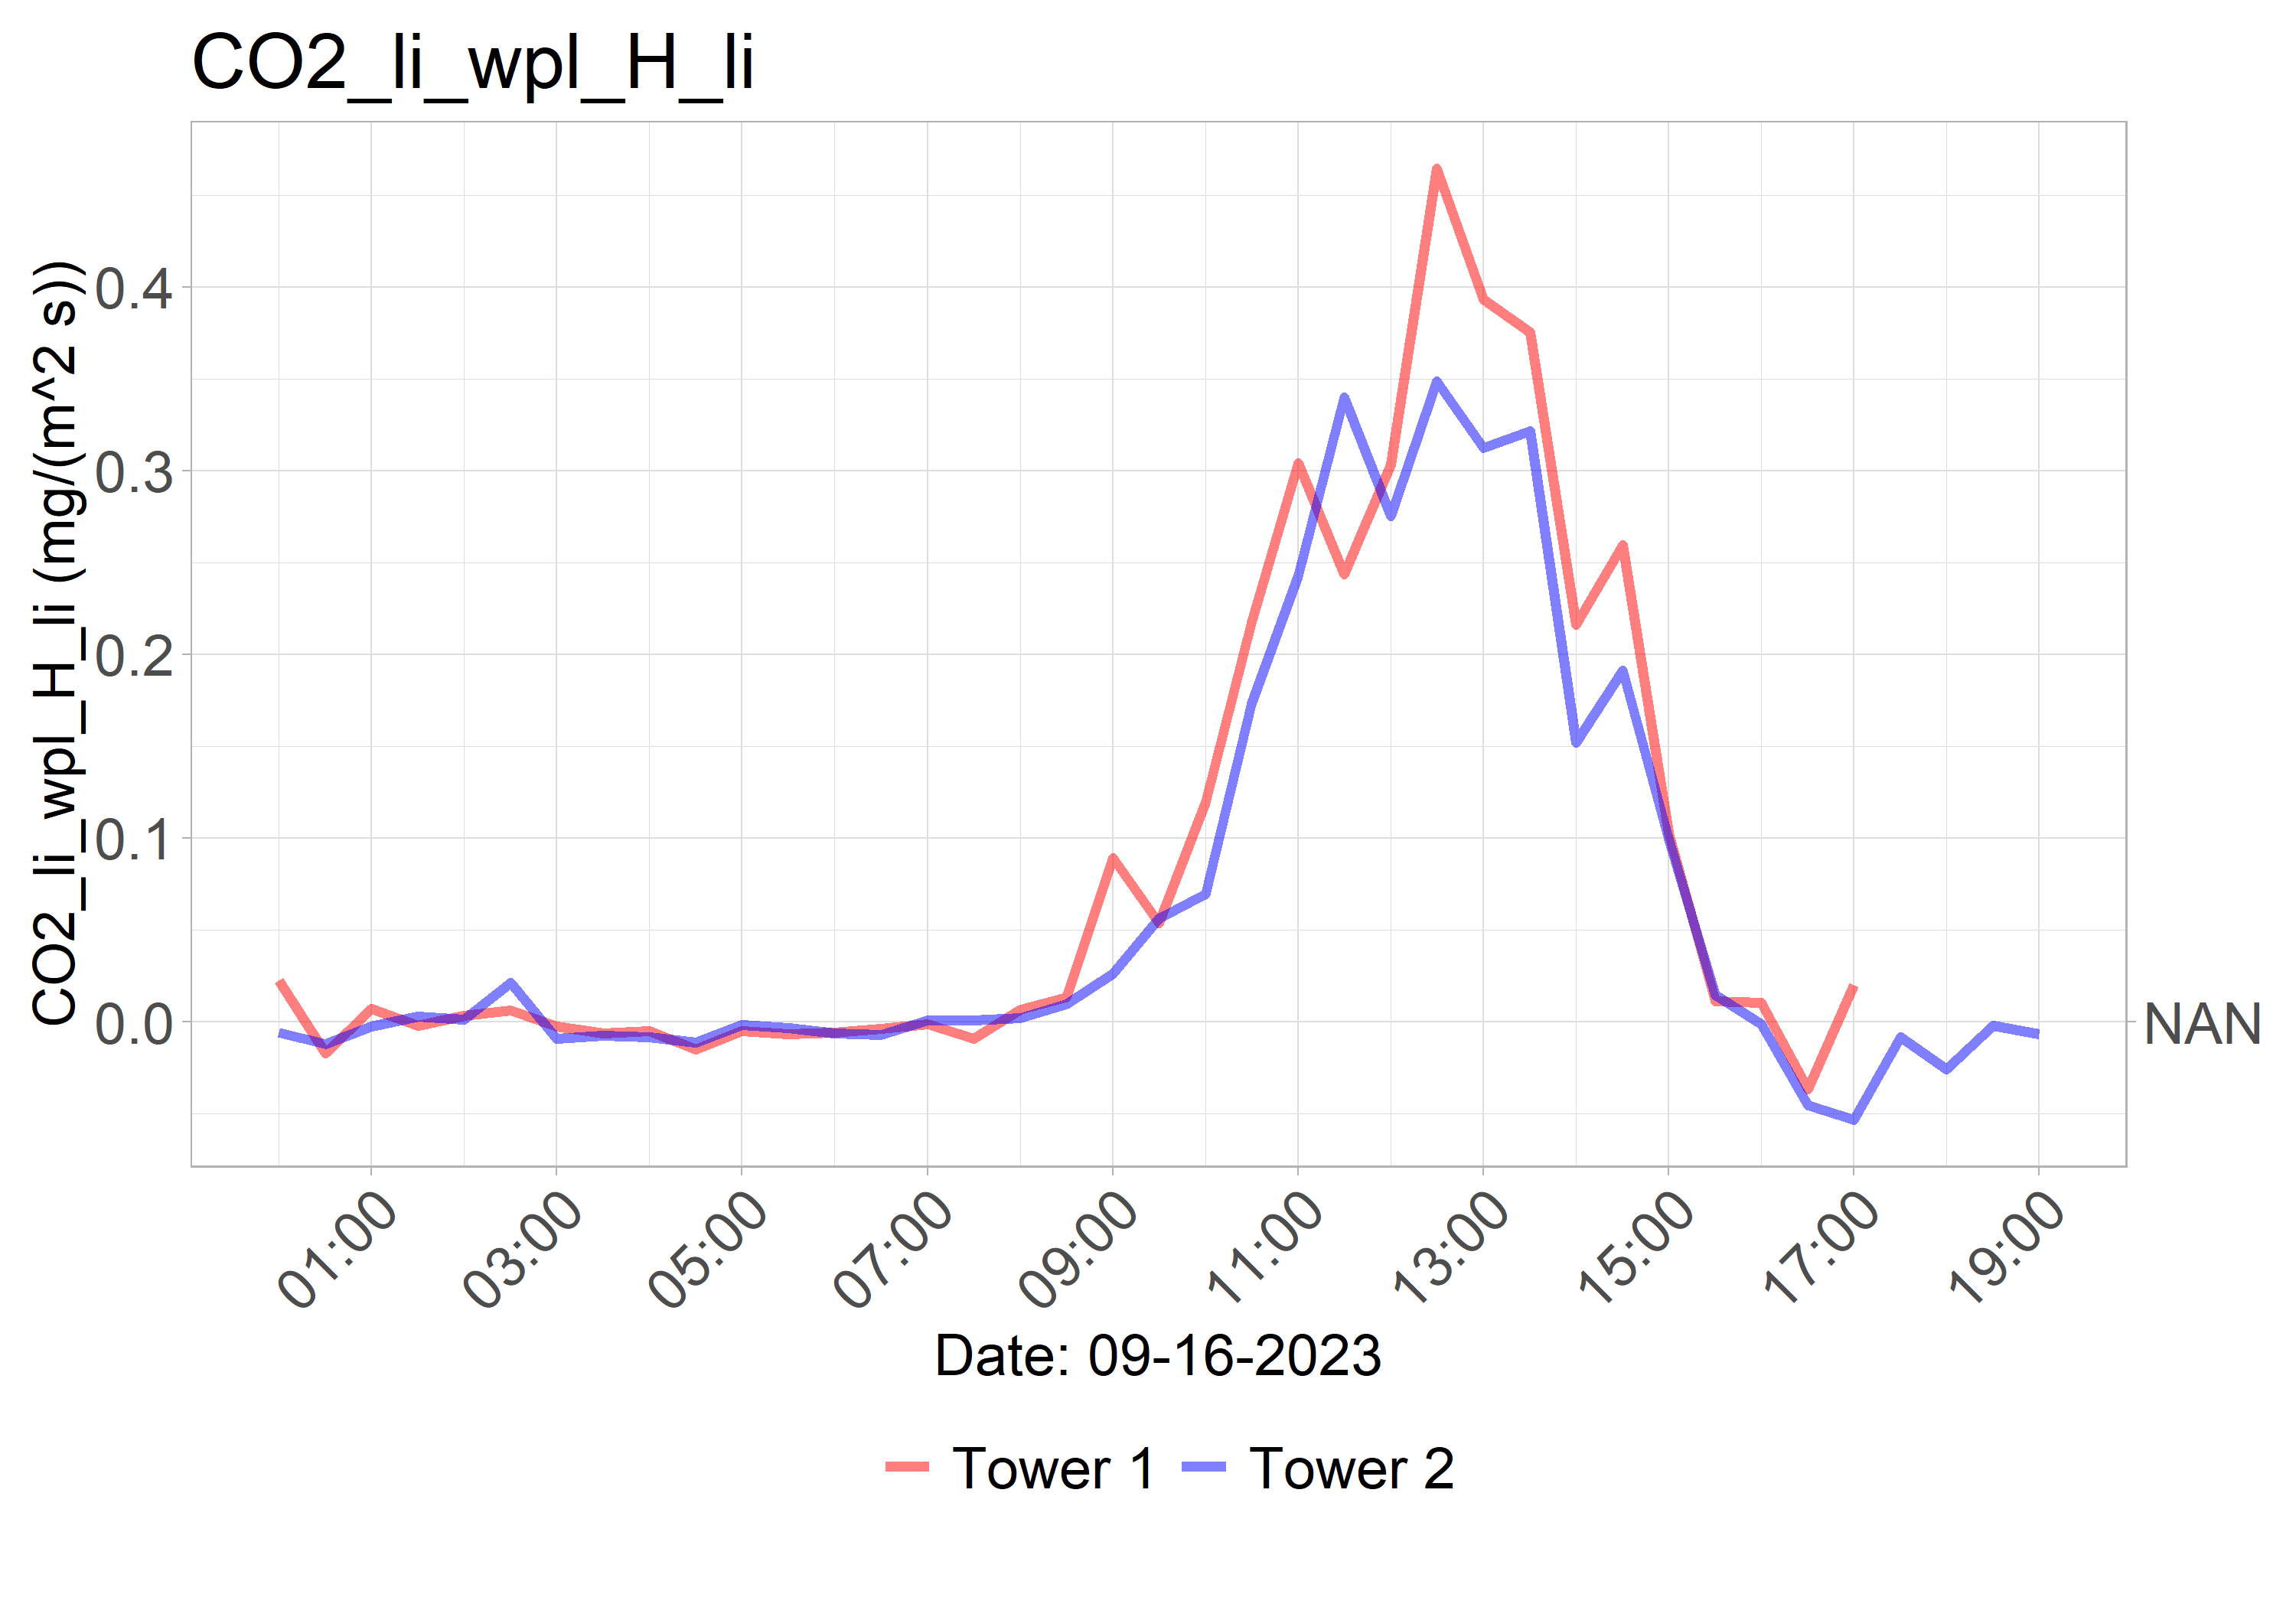 CO2_li_wpl_H_li
CO2_li_wpl_H_li (mg/(m^2 s))
0.4
0.3
0.2
0.1
0.0
NAN
01:00
03:00
05:00
07:00
09:00
11:00
13:00
15:00
17:00
19:00
Date: 09-16-2023
Tower 1
Tower 2